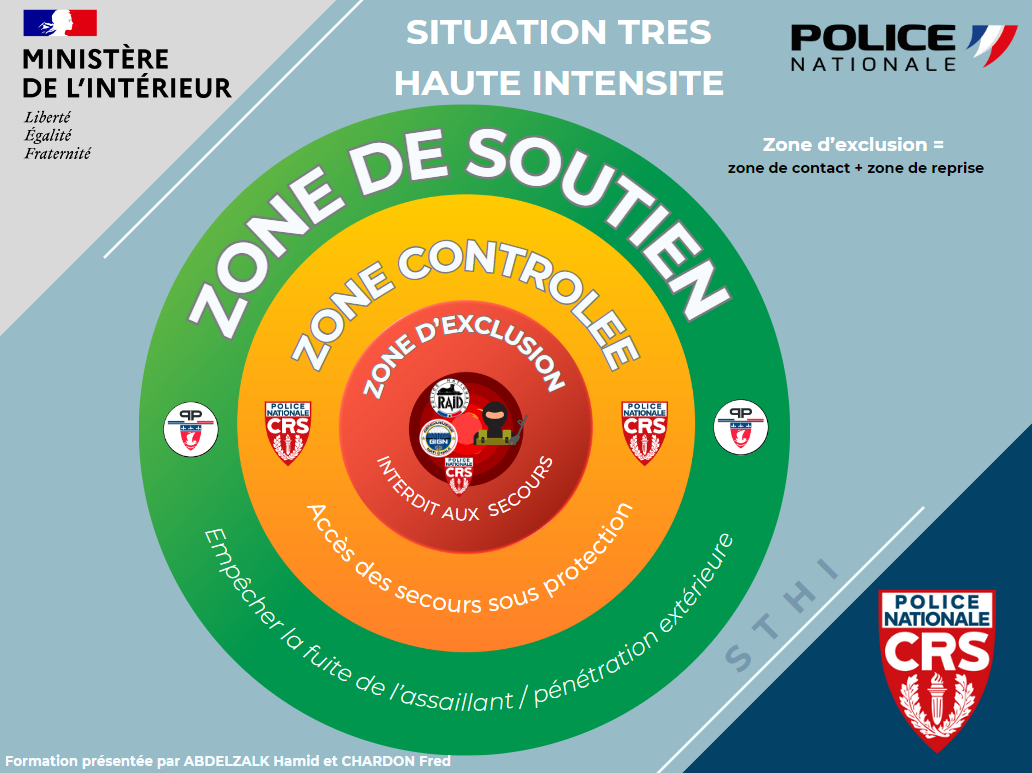 MINISTÈRE
DE L'INTÉRIEUR
Liberté
Égalité
Fraternité
SITUATION TRES
HAUTE INTENSITE
POLICE
NATIONALE
Zone d'exclusion =
zone de contact + zone de reprise
ZONE DE SOUTIEN
ZONE CONTROLEE
ZONE D'EXCLUSION
RAID
GIGN
POLICE
NATIONALE
CRS
INTERDIT AUX SECOURS
PP
POLICE
NATIONALE
CRS
POLICE
NATIONALE
CRS
PP
Accès des secours sous protection
Empêcher la fuite de l'assaillant / pénétration extérieure
STHI
POLICE
NATIONALE
CRS
Formation présentée par ABDELZALK Hamid et CHARDON Fred